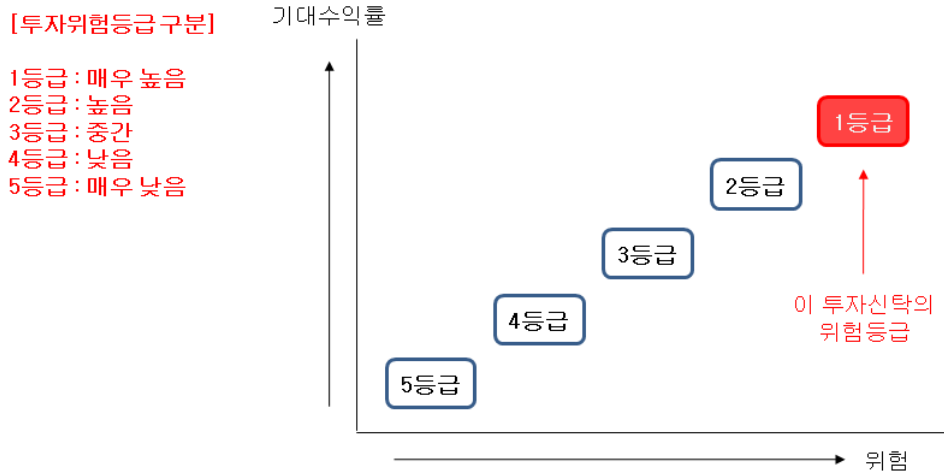 [투자위험등급 구분]
1등급 : 매우 높음
2등급 : 높음
3등급 : 중간
4등급 : 낮음
5등급 : 매우 낮음
기대수익률
1등급
2등급
3등급
4등급
5등급
이 투자신탁의
위험등급
위험